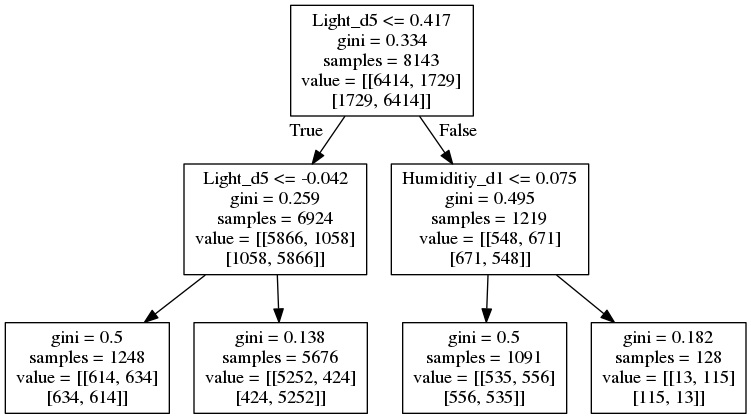 Light_d5 <= 0.417
gini = 0.334
samples = 8143
value = [[6414, 1729]
[1729, 6414]]
True
False
Light_d5 <= -0.042
gini = 0.259
samples = 6924
value = [[5866, 1058]
[1058, 5866]]
Humiditiy_d1 <= 0.075
gini = 0.495
samples = 1219
value = [[548, 671]
[671, 548]]
gini = 0.5
samples = 1248
value = [[614, 634]
[634, 614]]
gini = 0.138
samples = 5676
value = [[5252, 424]
[424, 5252]]
gini = 0.5
samples = 1091
value = [[535, 556]
[556, 535]]
gini = 0.182
samples = 128
value = [[13, 115]
[115, 13]]